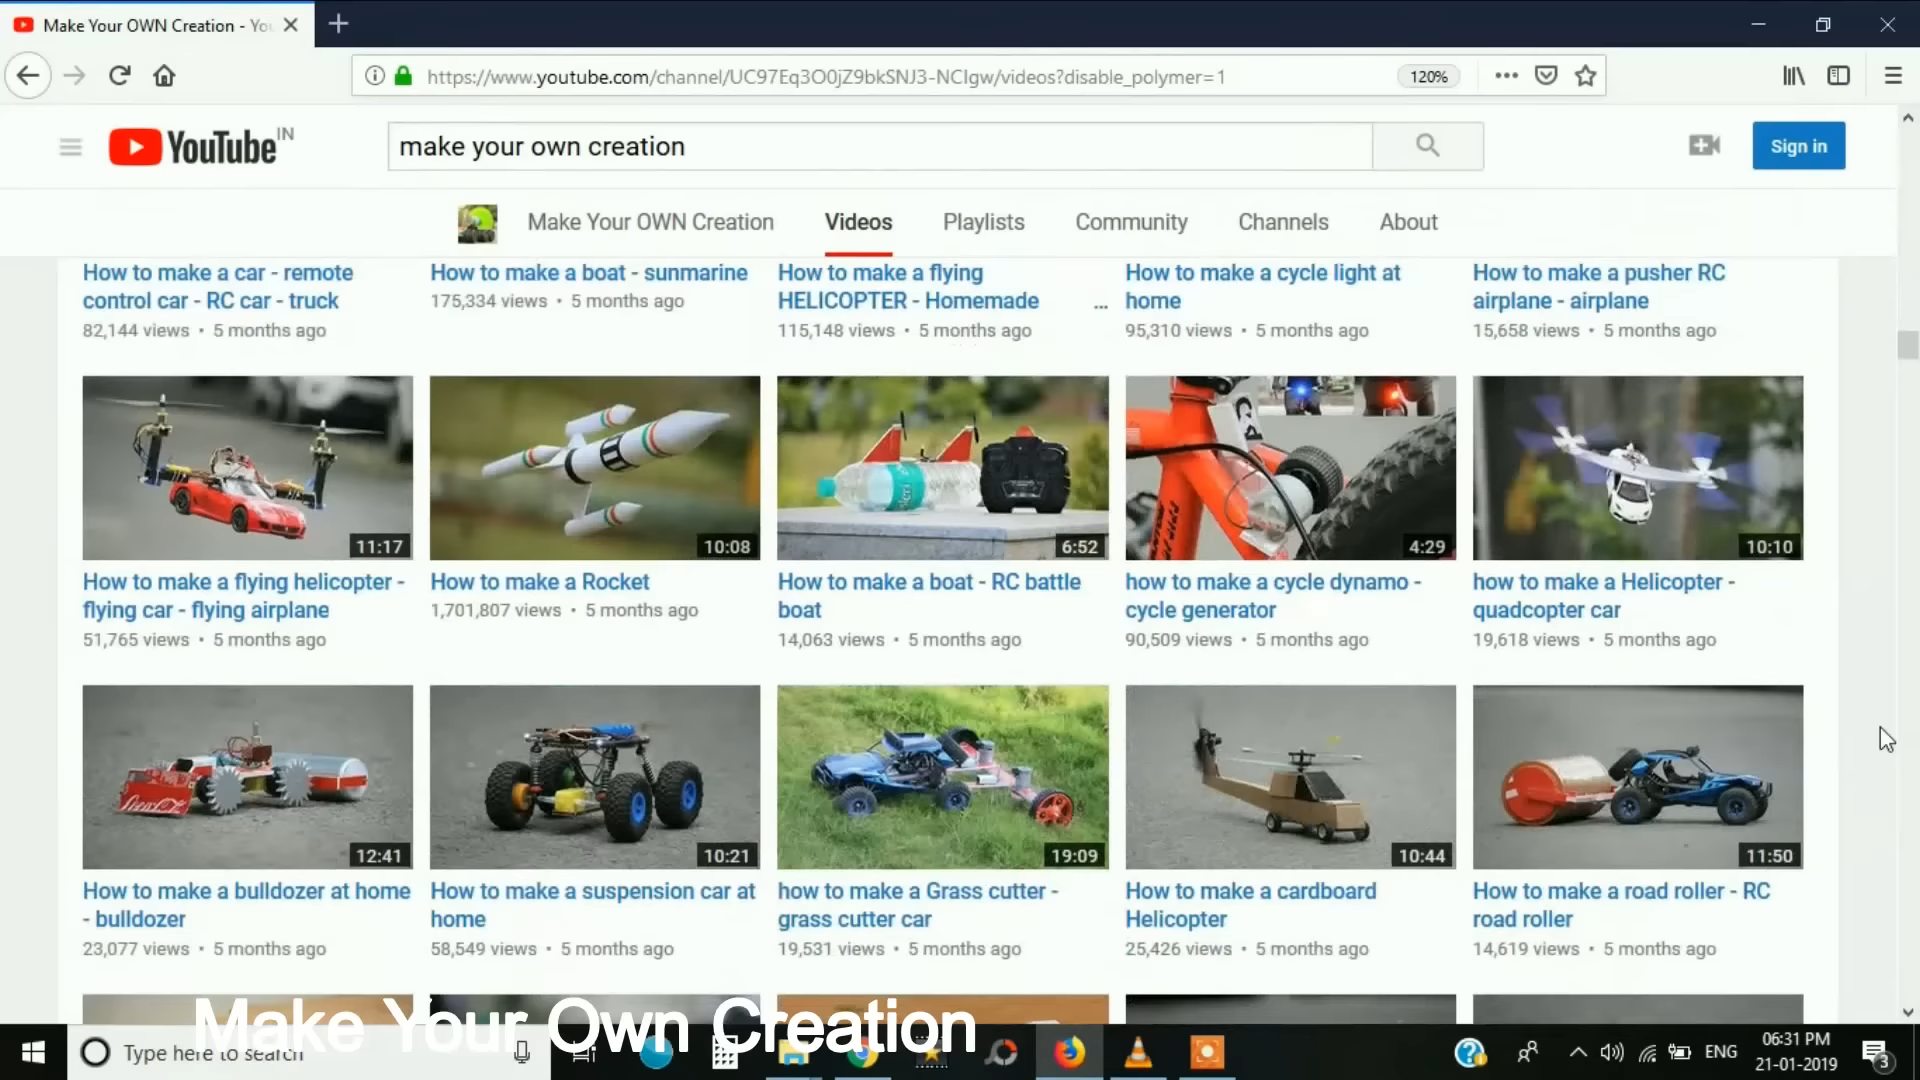 Make Your OWN Creation - You
https://www.youtube.com/channel/UC97Eq3O0jZ9bkSNJ3-NCIgw/videos?disable_polymer=1
120%
YouTube IN
make your own creation
Sign in
Make Your OWN Creation
Videos
Playlists
Community
Channels
About
How to make a car - remote
control car - RC car - truck
82,144 views • 5 months ago
How to make a boat - sunmarine
175,334 views • 5 months ago
How to make a flying
HELICOPTER - Homemade ...
115,148 views • 5 months ago
How to make a cycle light at
home
95,310 views • 5 months ago
How to make a pusher RC
airplane - airplane
15,658 views • 5 months ago
11:17
How to make a flying helicopter -
flying car - flying airplane
51,765 views • 5 months ago
10:08
How to make a Rocket
1,701,807 views • 5 months ago
6:52
How to make a boat - RC battle
boat
14,063 views • 5 months ago
4:29
how to make a cycle dynamo -
cycle generator
90,509 views • 5 months ago
10:10
how to make a Helicopter -
quadcopter car
19,618 views • 5 months ago
Coca-Cola
12:41
How to make a bulldozer at home
- bulldozer
23,077 views • 5 months ago
10:21
How to make a suspension car at
home
58,549 views • 5 months ago
19:09
how to make a Grass cutter -
grass cutter car
19,531 views • 5 months ago
10:44
How to make a cardboard
Helicopter
25,426 views • 5 months ago
11:50
How to make a road roller - RC
road roller
14,619 views • 5 months ago
Make Your Own Creation
Type here to search
ENG
06:31 PM
21-01-2019
3